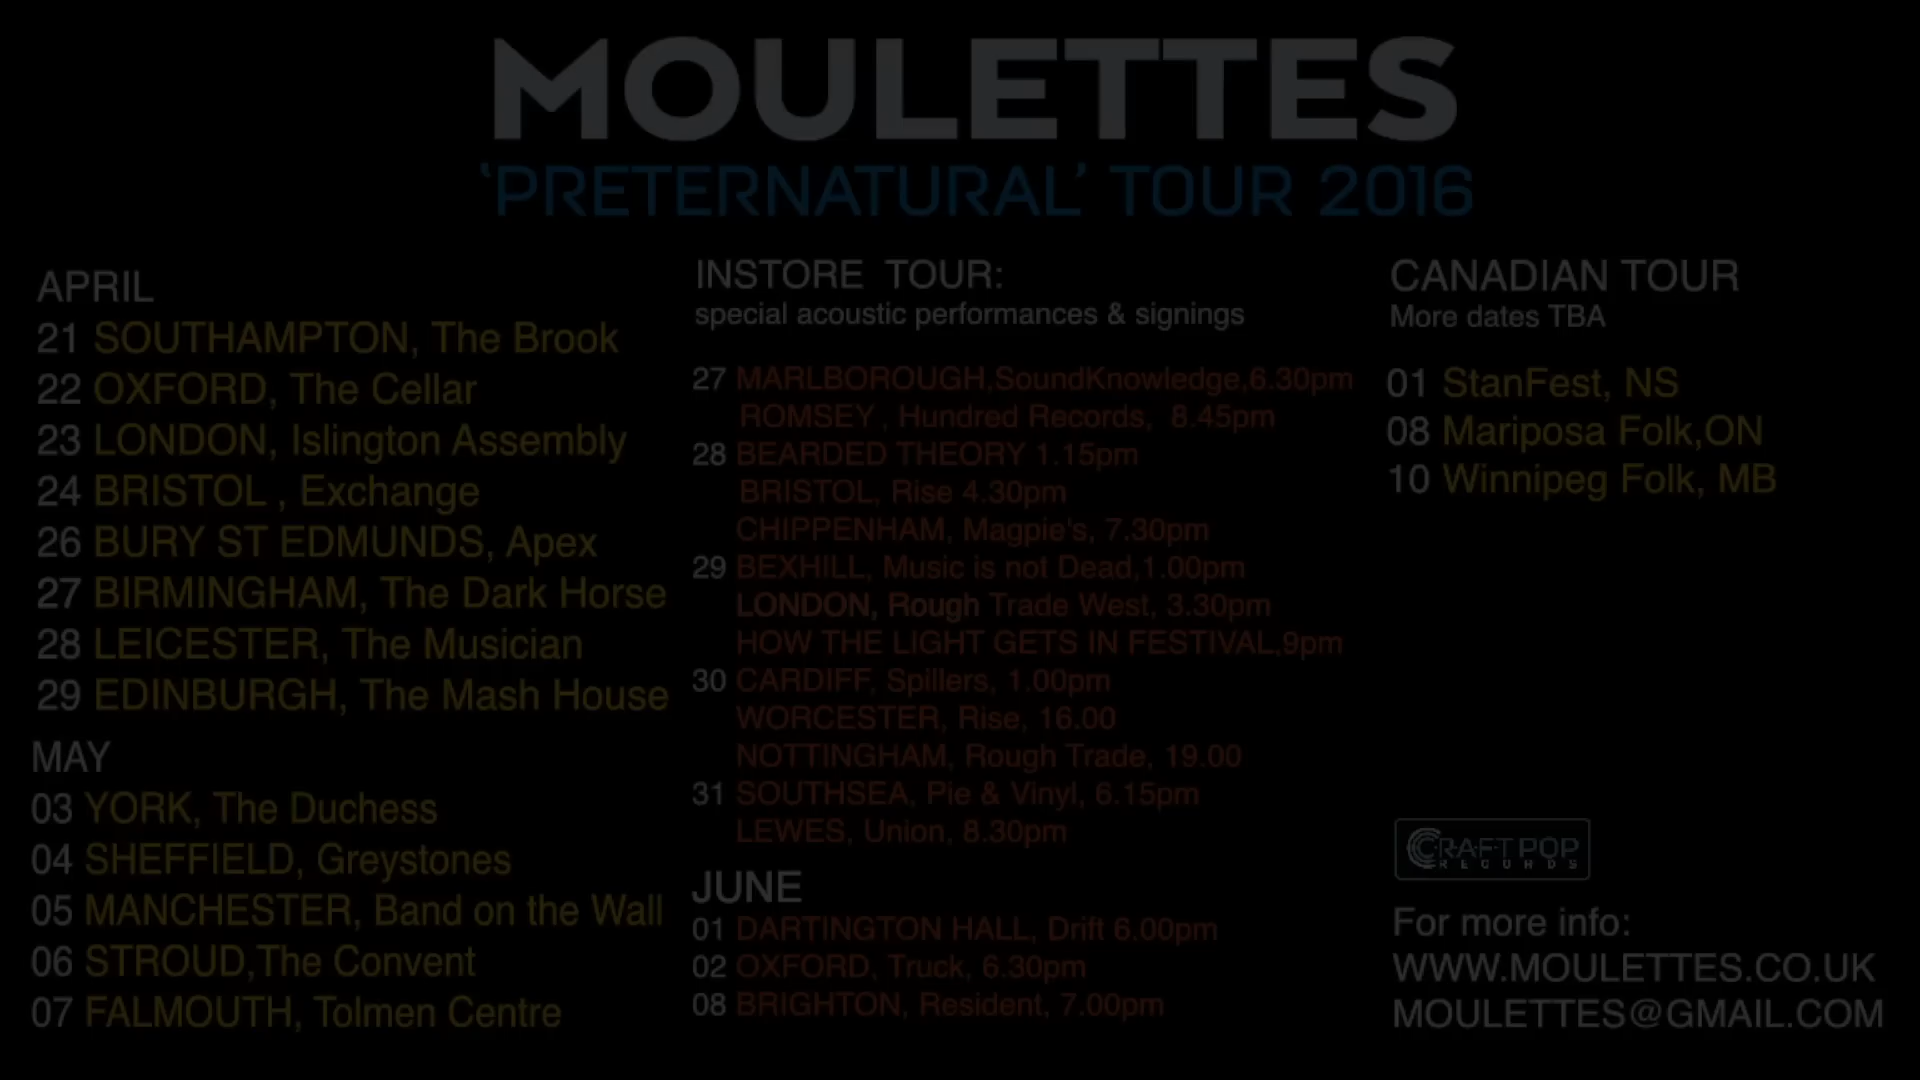 MOULETTES
'PRETERNATURAL' TOUR 2016
APRIL
21 SOUTHAMPTON, The Brook
22 OXFORD, The Cellar
23 LONDON, Islington Assembly
24 BRISTOL , Exchange
26 BURY ST EDMUNDS, Apex
27 BIRMINGHAM, The Dark Horse
28 LEICESTER, The Musician
29 EDINBURGH, The Mash House
MAY
03 YORK, The Duchess
04 SHEFFIELD, Greystones
05 MANCHESTER, Band on the Wall
06 STROUD,The Convent
07 FALMOUTH, Tolmen Centre
INSTORE TOUR:
special acoustic performances & signings
27 MARLBOROUGH,SoundKnowledge,6.30pm
ROMSEY , Hundred Records, 8.45pm
28 BEARDED THEORY 1.15pm
BRISTOL, Rise 4.30pm
CHIPPENHAM, Magpie's, 7.30pm
29 BEXHILL, Music is not Dead,1.00pm
LONDON, Rough Trade West, 3.30pm
HOW THE LIGHT GETS IN FESTIVAL,9pm
30 CARDIFF, Spillers, 1.00pm
WORCESTER, Rise, 16.00
NOTTINGHAM, Rough Trade, 19.00
31 SOUTHSEA, Pie & Vinyl, 6.15pm
LEWES, Union, 8.30pm
JUNE
01 DARTINGTON HALL, Drift 6.00pm
02 OXFORD, Truck, 6.30pm
08 BRIGHTON, Resident, 7.00pm
CANADIAN TOUR
More dates TBA
01 StanFest, NS
08 Mariposa Folk,ON
10 Winnipeg Folk, MB
CRAFT POP
RECORDS
For more info:
WWW.MOULETTES.CO.UK
MOULETTES@GMAIL.COM